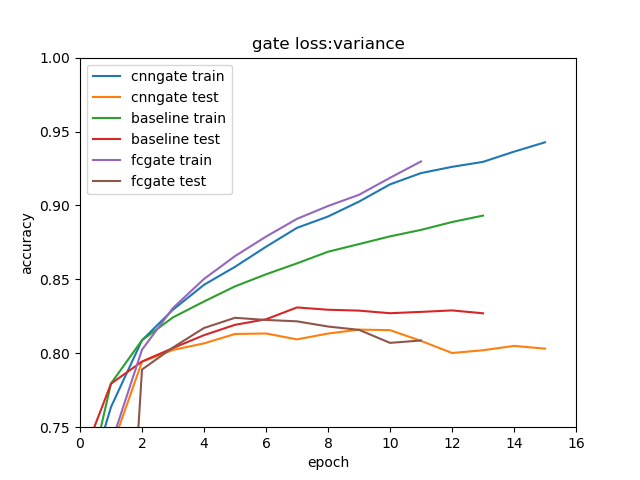 gate loss:variance
1.00
0.95
0.90
0.85
0.80
0.75
accuracy
cnngate train
cnngate test
baseline train
baseline test
fcgate train
fcgate test
0 2 4 6 8 10 12 14 16
epoch